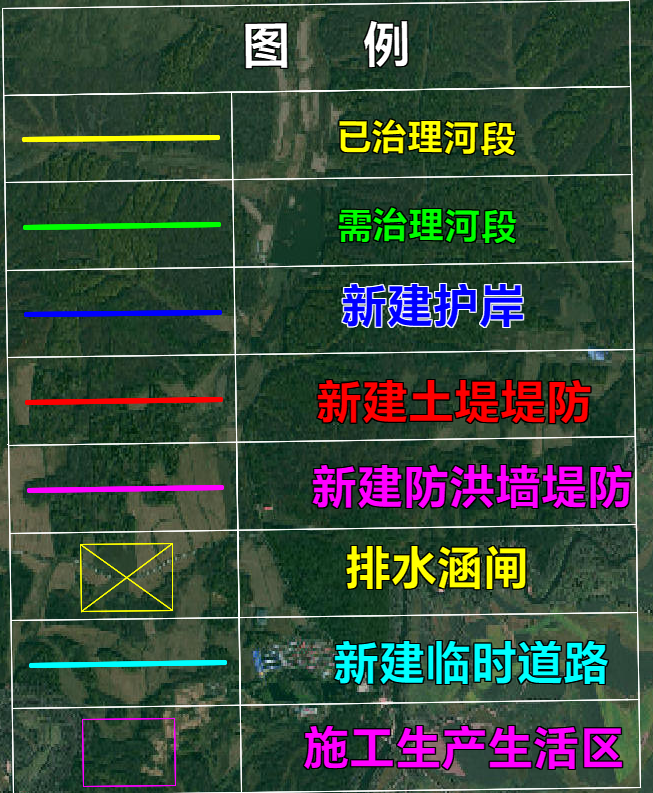 图 例
已治理河段
需治理河段
新建护岸
新建土堤堤防
新建防洪墙堤防
排水涵闸
新建临时道路
施工生产生活区